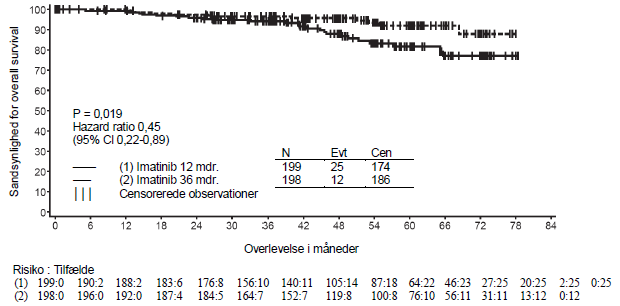 Sandsynlighed for overall survival
100
90
80
70
60
50
40
30
20
10
0
P = 0,019
Hazard ratio 0,45
(95% CI 0,22-0,89)
N Evt Cen
(1) Imatinib 12 mdr. 199 25 174
(2) Imatinib 36 mdr. 198 12 186
Censorerede observationer
0 6 12 18 24 30 36 42 48 54 60 66 72 78 84
Overlevelse i måneder
Risiko : Tilfælde
(1) 199:0 190:2 188:2 183:6 176:8 156:10 140:11 105:14 87:18 64:22 46:23 27:25 20:25 2:25 0:25
(2) 198:0 196:0 192:0 187:4 184:5 164:7 152:7 119:8 100:8 76:10 56:11 31:11 13:12 0:12